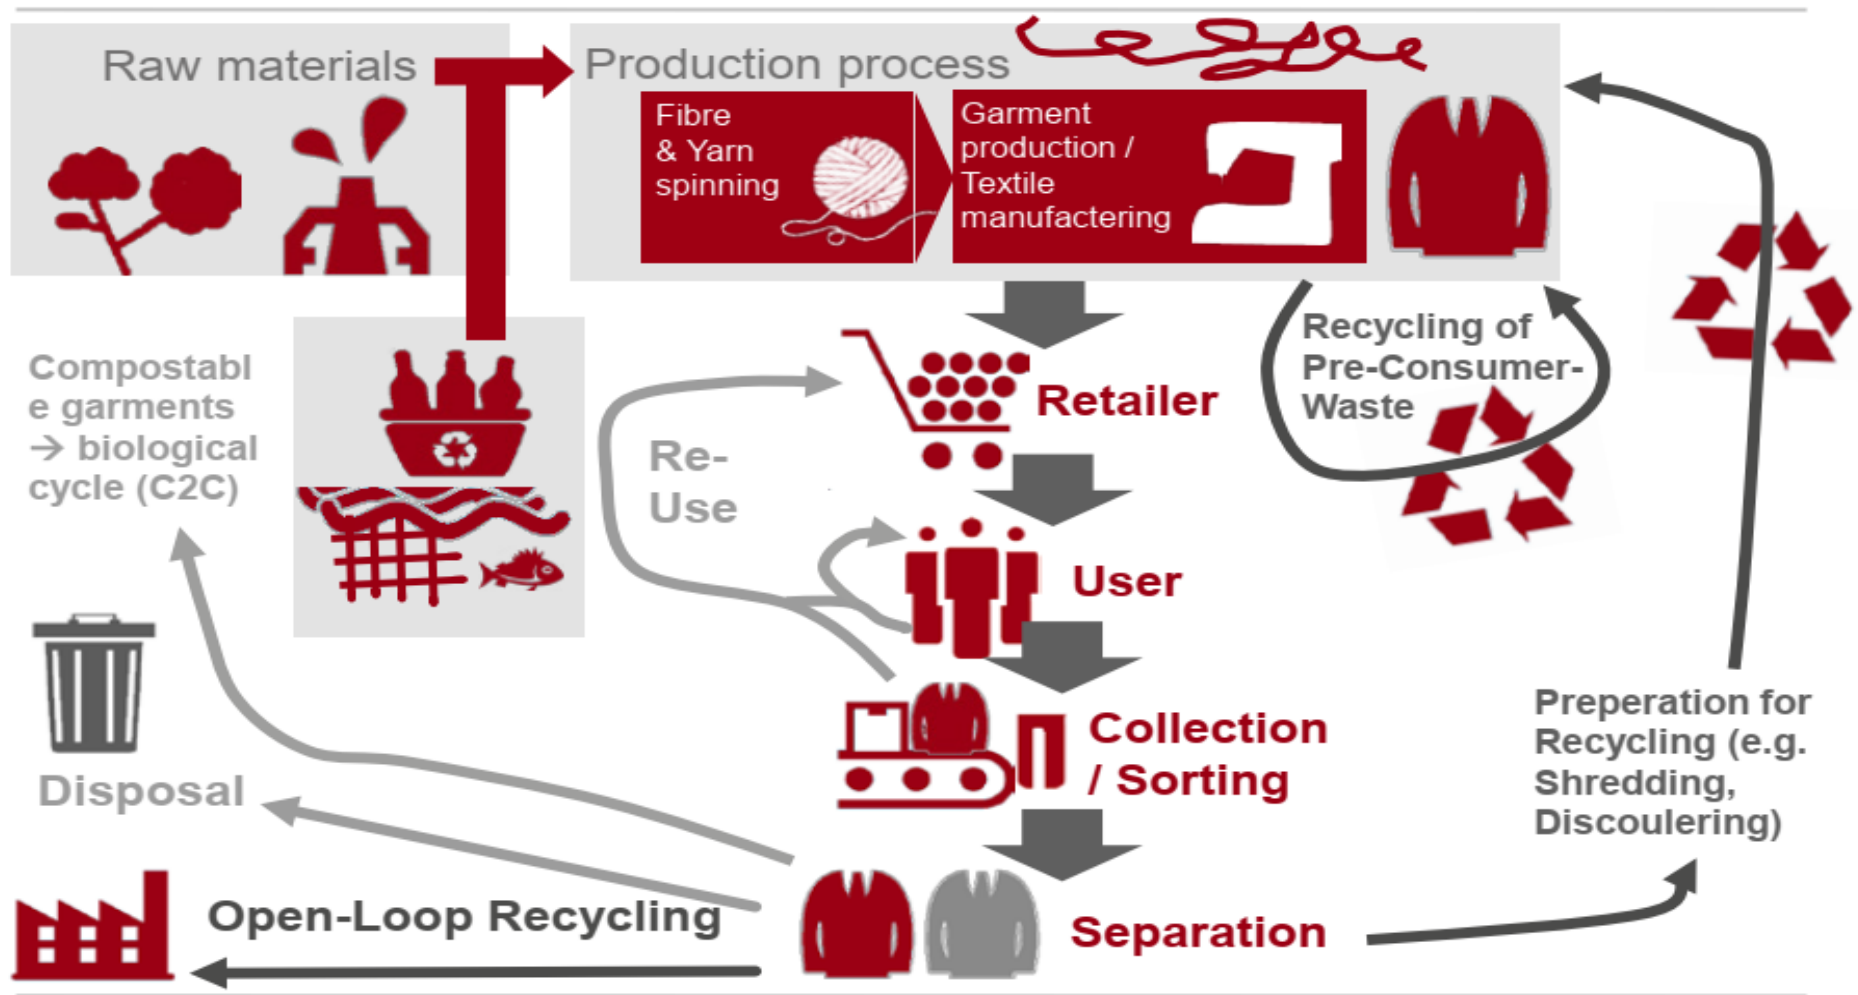 Raw materials
Production process
Fibre
& Yarn
spinning
Garment
production /
Textile
manufactering
Recycling of
Pre-Consumer-
Waste
Compostabl
e garments
→ biological
cycle (C2C)
Retailer
Re-
Use
User
Collection
/ Sorting
Preperation for
Recycling (e.g.
Shredding,
Discoulering)
Disposal
Open-Loop Recycling
Separation